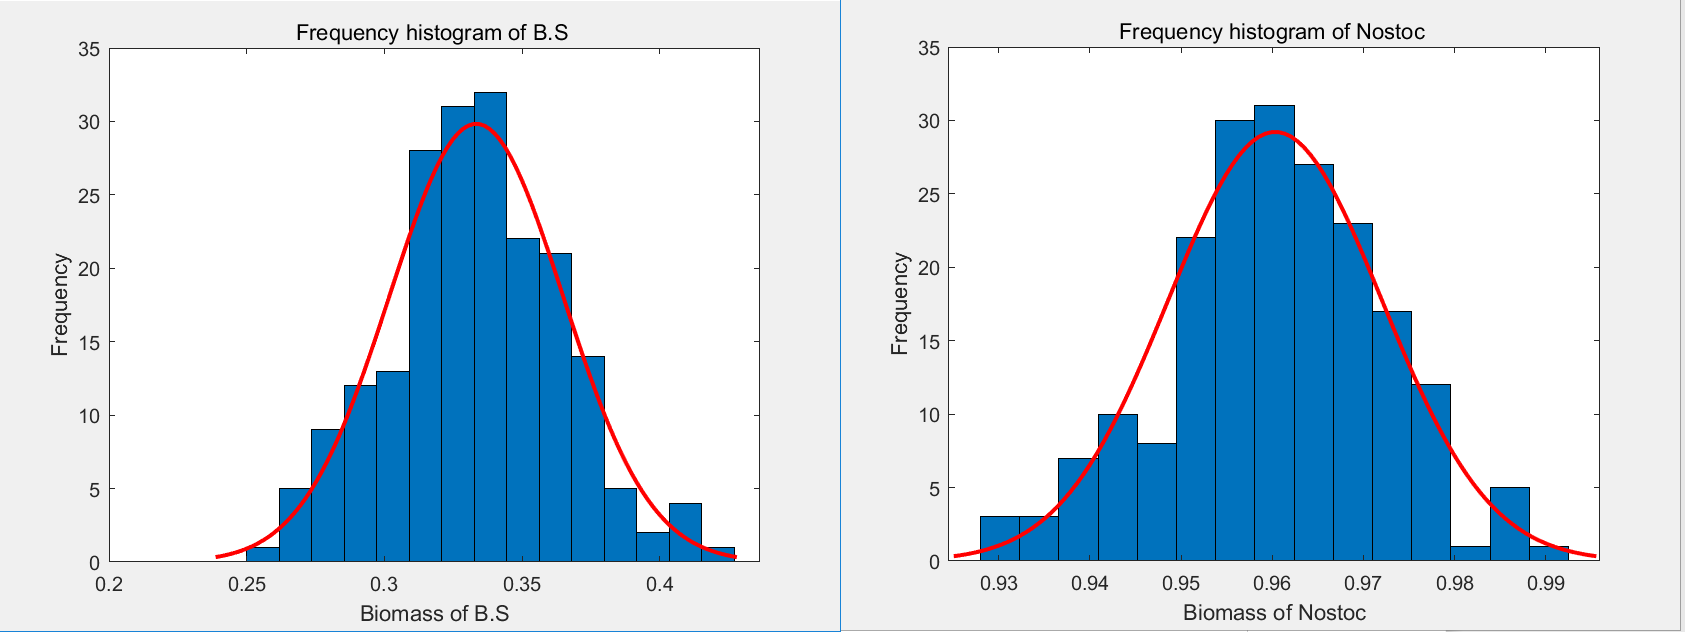 Frequency histogram of B.S
35
30
25
20
15
10
5
0
Frequency
0.2 0.25 0.3 0.35 0.4
Biomass of B.S
Frequency histogram of Nostoc
35
30
25
20
15
10
5
0
Frequency
0.93 0.94 0.95 0.96 0.97 0.98 0.99
Biomass of Nostoc